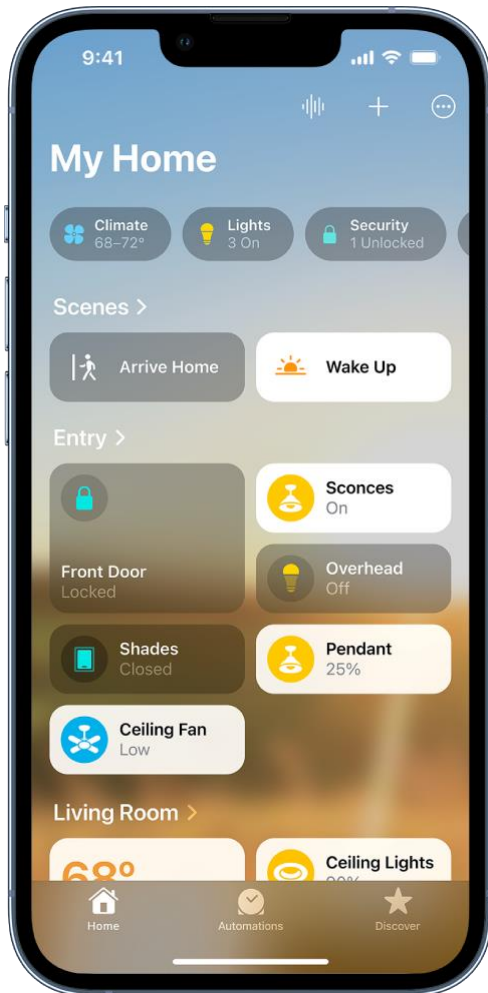 9:41
My Home
Climate
68–72°
Lights
3 On
Security
1 Unlocked
Scenes >
Arrive Home
Wake Up
Entry >
Front Door
Locked
Sconces
On
Overhead
Off
Shades
Closed
Pendant
25%
Ceiling Fan
Low
Living Room >
68°
Ceiling Lights
Home
Automations
Discover